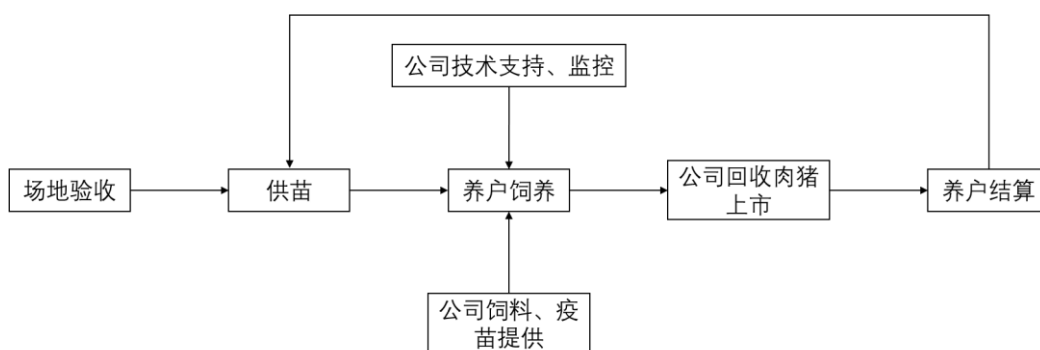 公司技术支持、监控
场地验收
供苗
养户饲养
公司回收肉猪
上市
养户结算
公司饲料、疫
苗提供